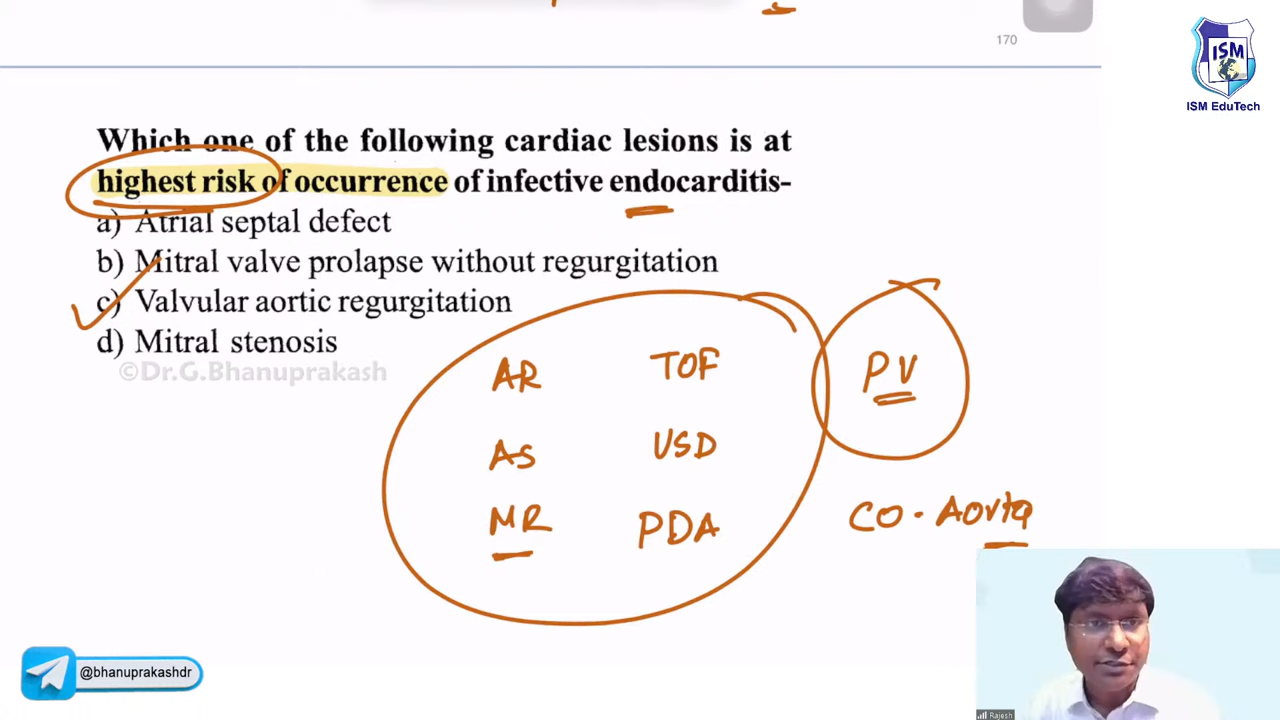 170
ISM
ISM EduTech
Which one of the following cardiac lesions is at
highest risk of occurrence of infective endocarditis-
a) Atrial septal defect
b) Mitral valve prolapse without regurgitation
c) Valvular aortic regurgitation
d) Mitral stenosis
©Dr.G.Bhanuprakash
AR TOF PV
AS VSD
MR PDA CO - Aorta
@bhanuprakashdr
Rajesh